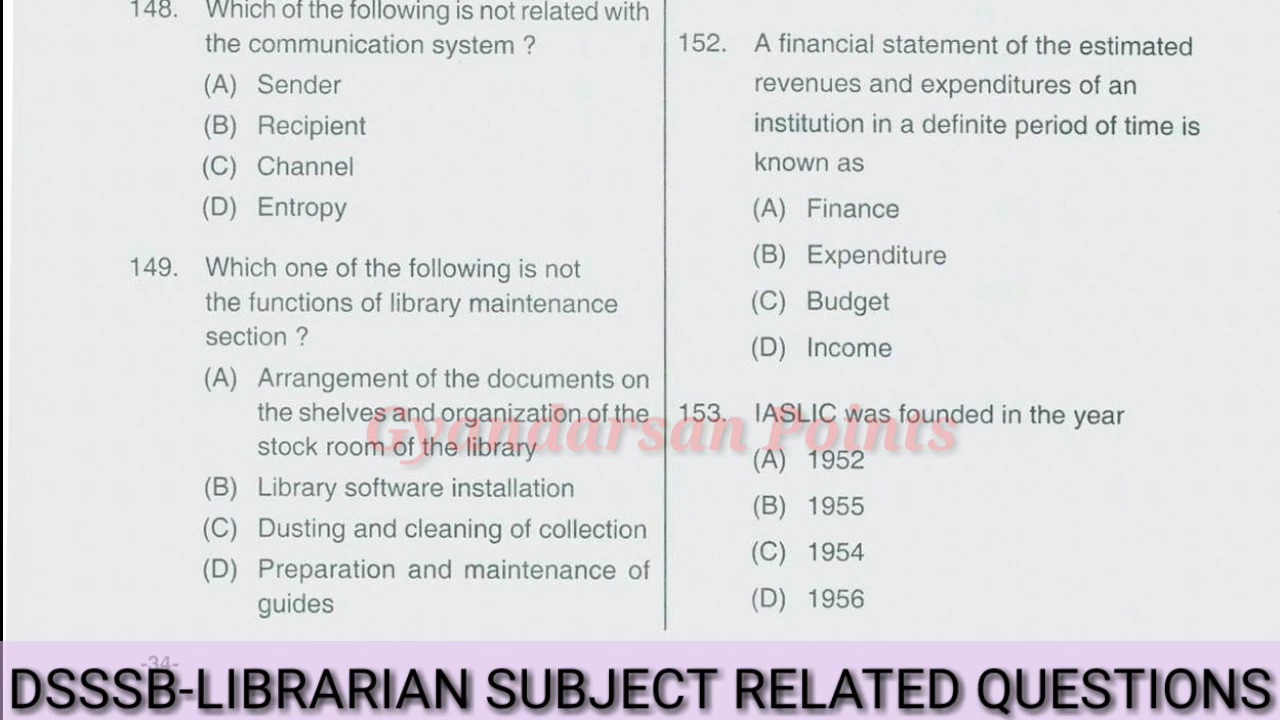 148. Which of the following is not related with
the communication system ?
(A) Sender
(B) Recipient
(C) Channel
(D) Entropy
149. Which one of the following is not
the functions of library maintenance
section ?
(A) Arrangement of the documents on
the shelves and organization of the
stock room of the library
(B) Library software installation
(C) Dusting and cleaning of collection
(D) Preparation and maintenance of
guides
-34-
152. A financial statement of the estimated
revenues and expenditures of an
institution in a definite period of time is
known as
(A) Finance
(B) Expenditure
(C) Budget
(D) Income
153. IASLIC was founded in the year
(A) 1952
(B) 1955
(C) 1954
(D) 1956
Gyandarsan Points
DSSSB-LIBRARIAN SUBJECT RELATED QUESTIONS